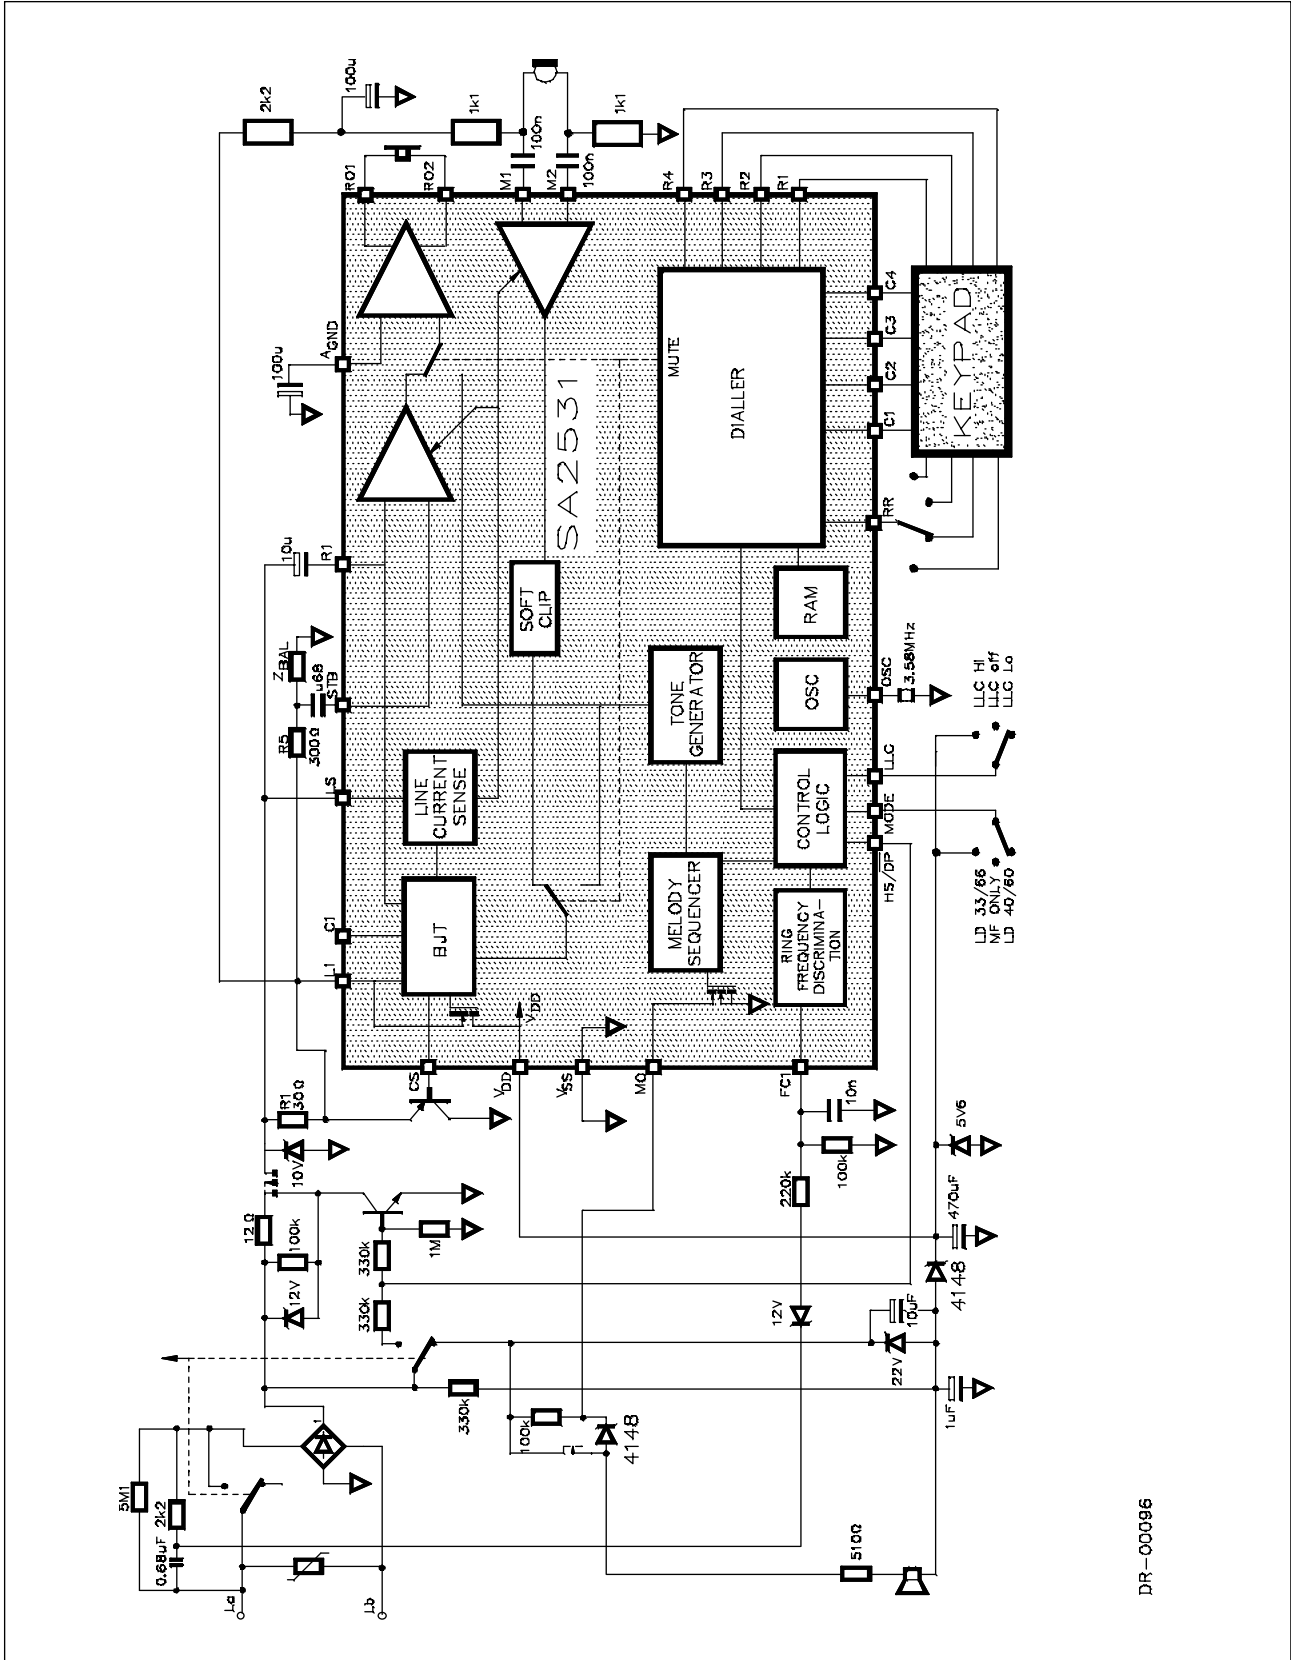 La
Lb
5M1
0.68uF
2k2
1
12V
100k
12Ω
10V
R1
30Ω
330k
330k
1M
330k
100k
4148
510Ω
1uF
22V
10uF
4148
470uF
5V6
12V
220k
100k
10n
CS
VDD
VSS
MO
FC1
L1
C1
LS
R5
300Ω
ZBAL
u68
STB
10u
R1
100u
AGND
2k2
100u
1k1
1k1
100n
100n
RO1
RO2
M1
M2
R4
R3
R2
R1
BJT
VDD
LINE
CURRENT
SENSE
SOFT
CLIP
SA2531
MELODY
SEQUENCER
TONE
GENERATOR
RING
FREQUENCY
DISCRIMINA-
TION
CONTROL
LOGIC
OSC
RAM
DIALLER
MUTE
HS/DP
MODE
LLC
OSC
3.58MHz
RR
C1
C2
C3
C4
KEYPAD
LD 33/66
MF ONLY
LD 40/60
LLC HI
LLC off
LLC Lo
DR-00096